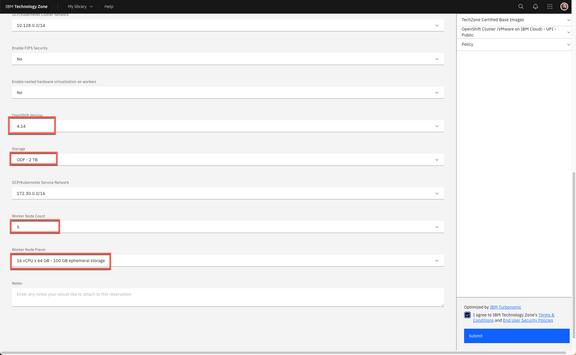 IBM Technology Zone
My Library
Help
OCP/Kubernetes Cluster Network
10.128.0.0/14
Enable FIPS Security
No
Enable nested hardware virtualization on workers
No
OpenShift Version
4.14
Storage
ODF - 2 TB
OCP/Kubernetes Service Network
172.30.0.0/16
Worker Node Count
5
Worker Node Flavor
16 vCPU x 64 GB - 100 GB ephemeral storage
Notes
Enter any notes your would like to attach to this reservation
TechZone Certified Base Images
OpenShift Cluster (VMware on IBM Cloud) - UPI -
Public
Policy
Optimized by IBM Turbonomic
I agree to IBM Technology Zone's Terms &
Conditions and End User Security Policies
Submit